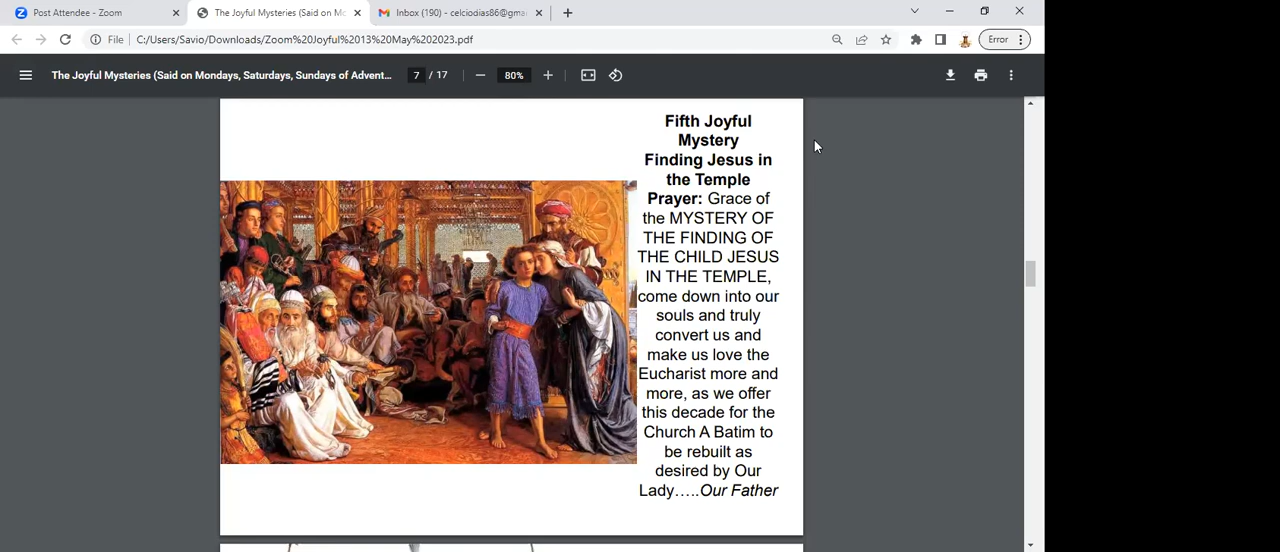 Post Attendee - Zoom
The Joyful Mysteries (Said on Mo
Inbox (190) - celciodias86@gma
File
C:/Users/Savio/Downloads/Zoom%20Joyful%2013%20May%202023.pdf
Error
The Joyful Mysteries (Said on Mondays, Saturdays, Sundays of Advent...
7 / 17
80%
Fifth Joyful
Mystery
Finding Jesus in
the Temple
Prayer: Grace of
the MYSTERY OF
THE FINDING OF
THE CHILD JESUS
IN THE TEMPLE,
come down into our
souls and truly
convert us and
make us love the
Eucharist more and
more, as we offer
this decade for the
Church A Batim to
be rebuilt as
desired by Our
Lady…..Our Father